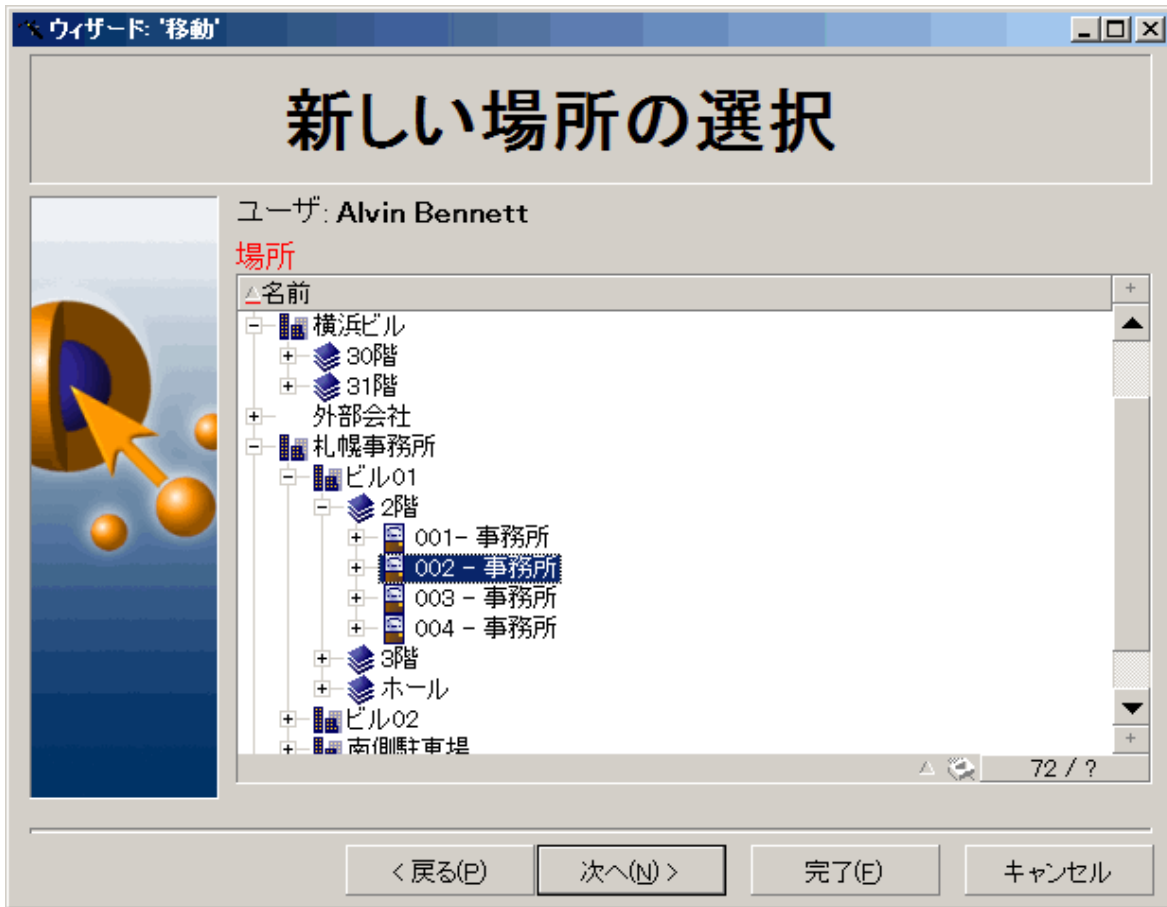 ウィザード: '移動'
新しい場所の選択
ユーザ: Alvin Bennett
場所
名前
横浜ビル
30階
31階
外部会社
札幌事務所
ビル01
2階
001- 事務所
002 - 事務所
003 - 事務所
004 - 事務所
3階
ホール
ビル02
南側駐車場
72 / ?
< 戻る(P) 次へ(N) > 完了(F) キャンセル